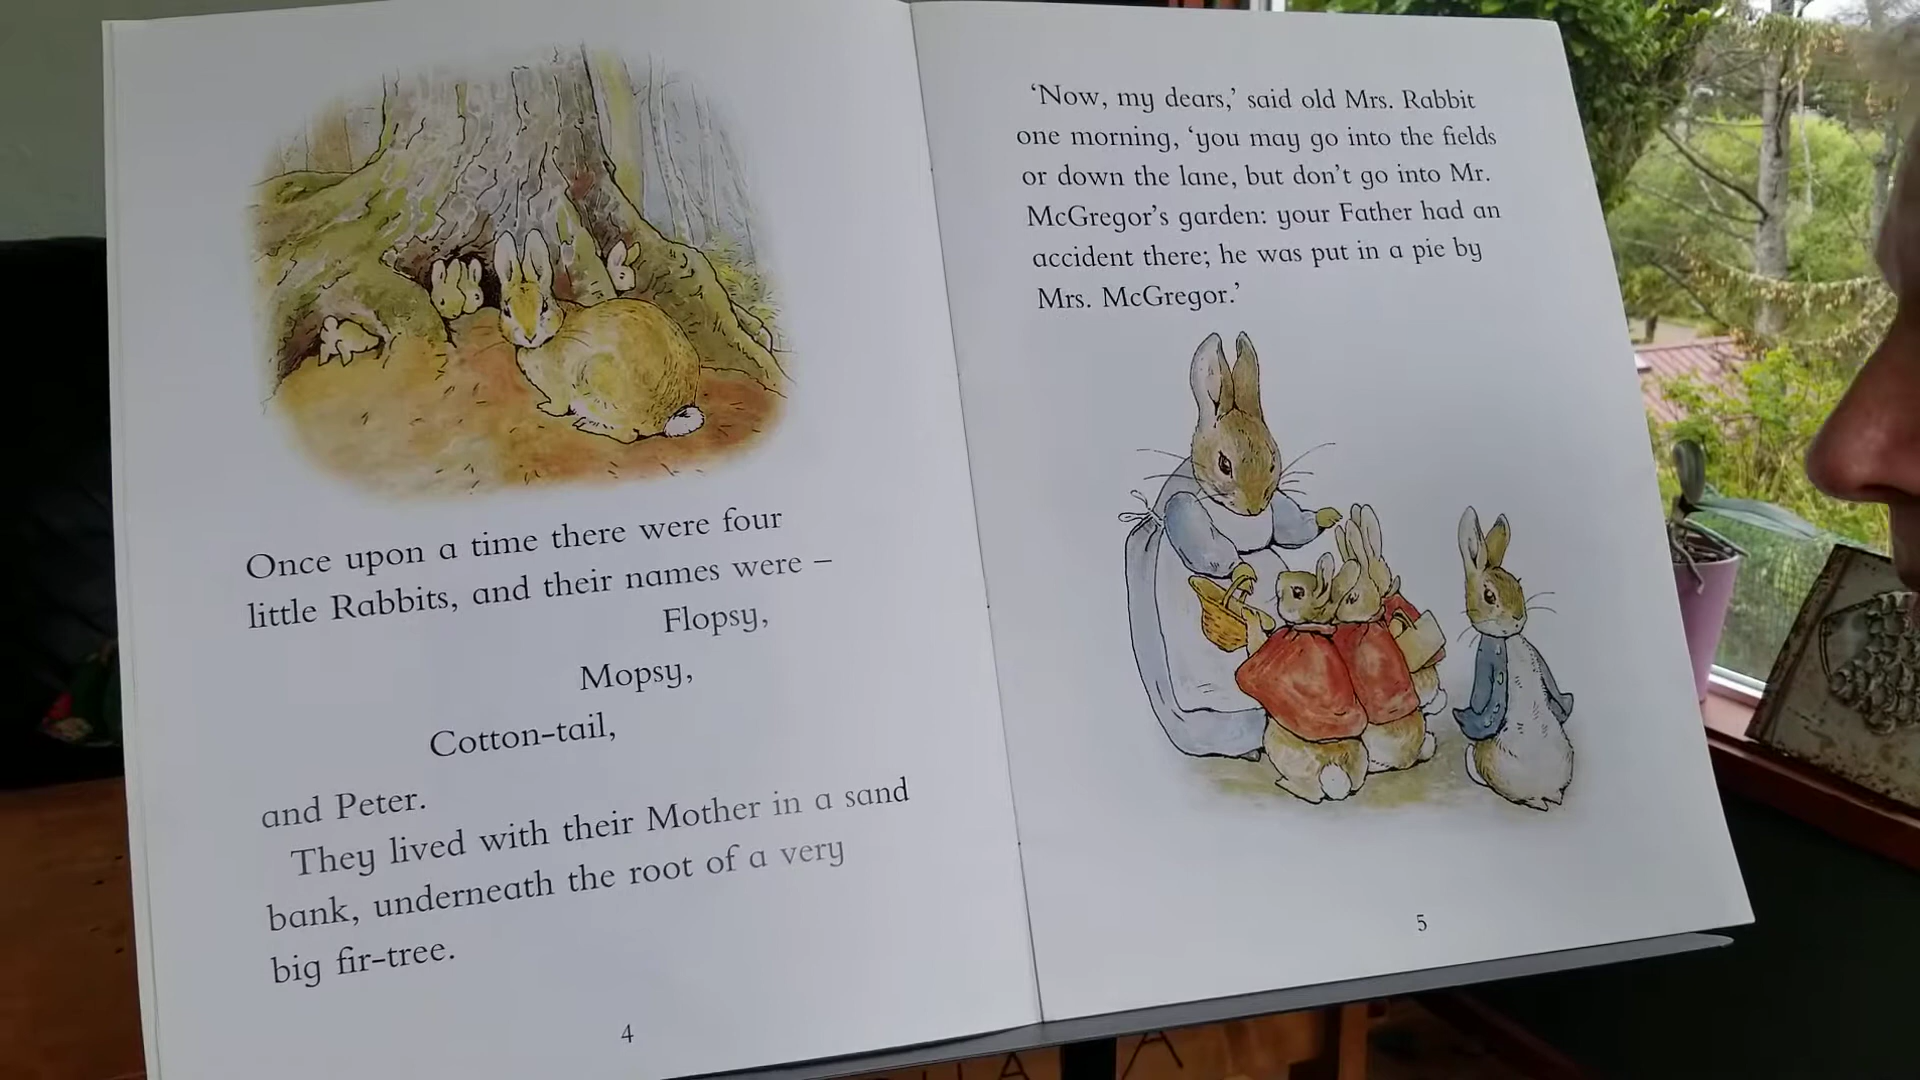 Once upon a time there were four
little Rabbits, and their names were –
Flopsy,
Mopsy,
Cotton-tail,
and Peter.
They lived with their Mother in a sand
bank, underneath the root of a very
big fir-tree.
4
‘Now, my dears,’ said old Mrs. Rabbit
one morning, ‘you may go into the fields
or down the lane, but don’t go into Mr.
McGregor’s garden: your Father had an
accident there; he was put in a pie by
Mrs. McGregor.’
5